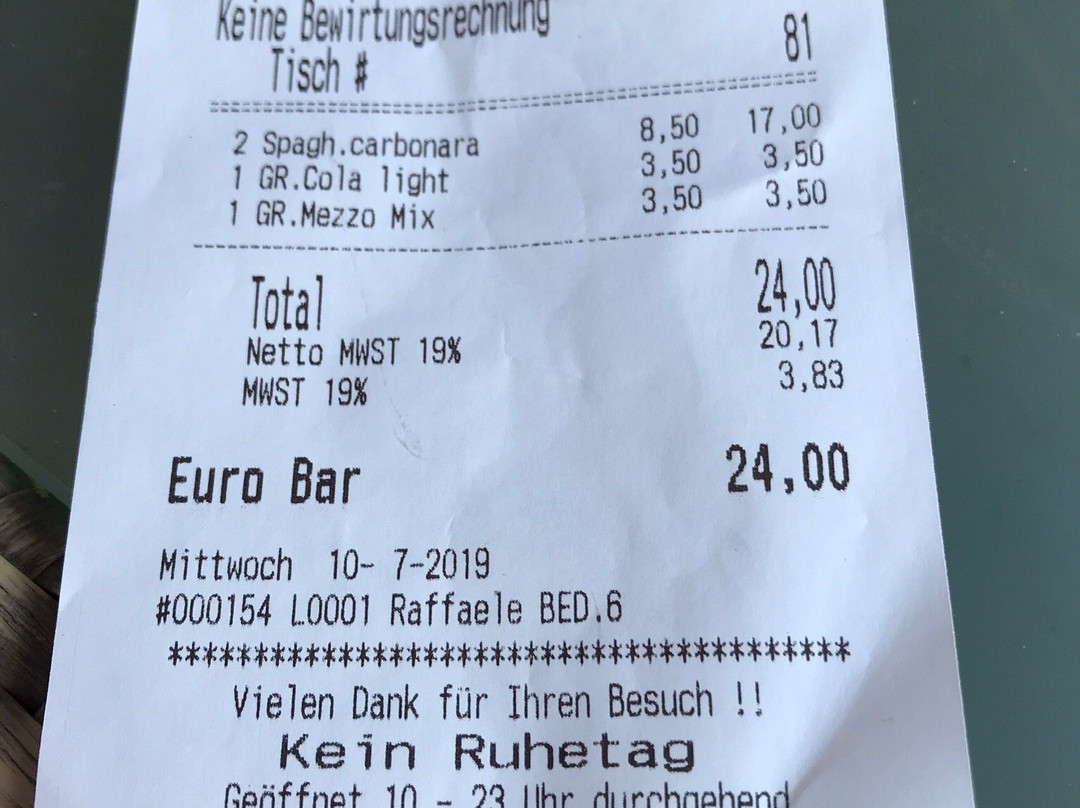 Keine Bewirtungsrechnung
Tisch # 81
2 Spagh.carbonara 8,50 17,00
1 GR.Cola light 3,50 3,50
1 GR.Mezzo Mix 3,50 3,50
Total 24,00
Netto MWST 19% 20,17
MWST 19% 3,83
Euro Bar 24,00
Mittwoch 10- 7-2019
#000154 L0001 Raffaele BED.6
****************************************
Vielen Dank für Ihren Besuch !!
Kein Ruhetag
Geöffnet 10 - 23 Uhr durchgehend